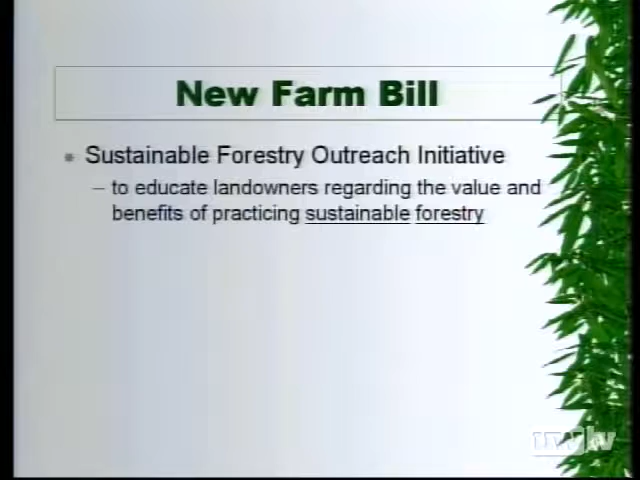 New Farm Bill
Sustainable Forestry Outreach Initiative
– to educate landowners regarding the value and
benefits of practicing sustainable forestry
uwtv